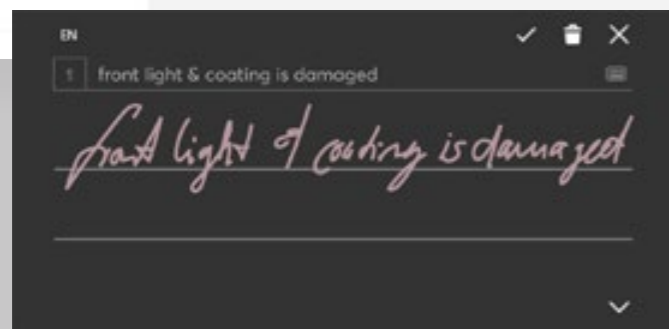 EN
1 front light & coating is damaged
front light & coating is damaged